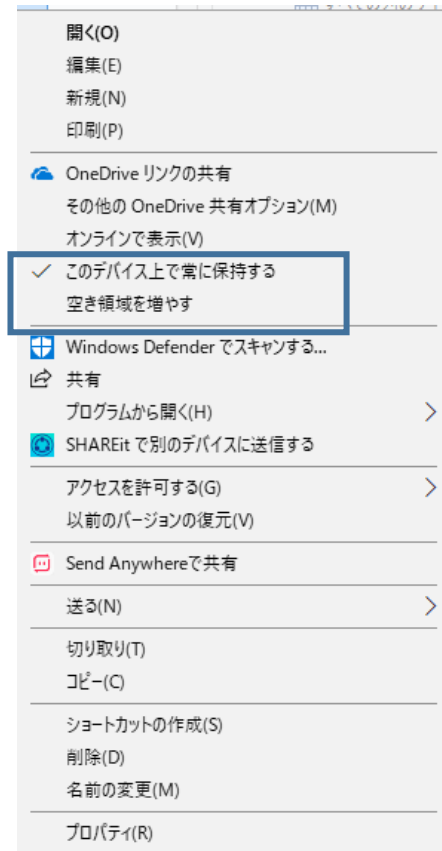 開く(O)
編集(E)
新規(N)
印刷(P)
OneDrive リンクの共有
その他の OneDrive 共有オプション(M)
オンラインで表示(V)
このデバイス上で常に保持する
空き領域を増やす
Windows Defender でスキャンする...
共有
プログラムから開く(H)
SHAREit で別のデバイスに送信する
アクセスを許可する(G)
以前のバージョンの復元(V)
Send Anywhereで共有
送る(N)
切り取り(T)
コピー(C)
ショートカットの作成(S)
削除(D)
名前の変更(M)
プロパティ(R)